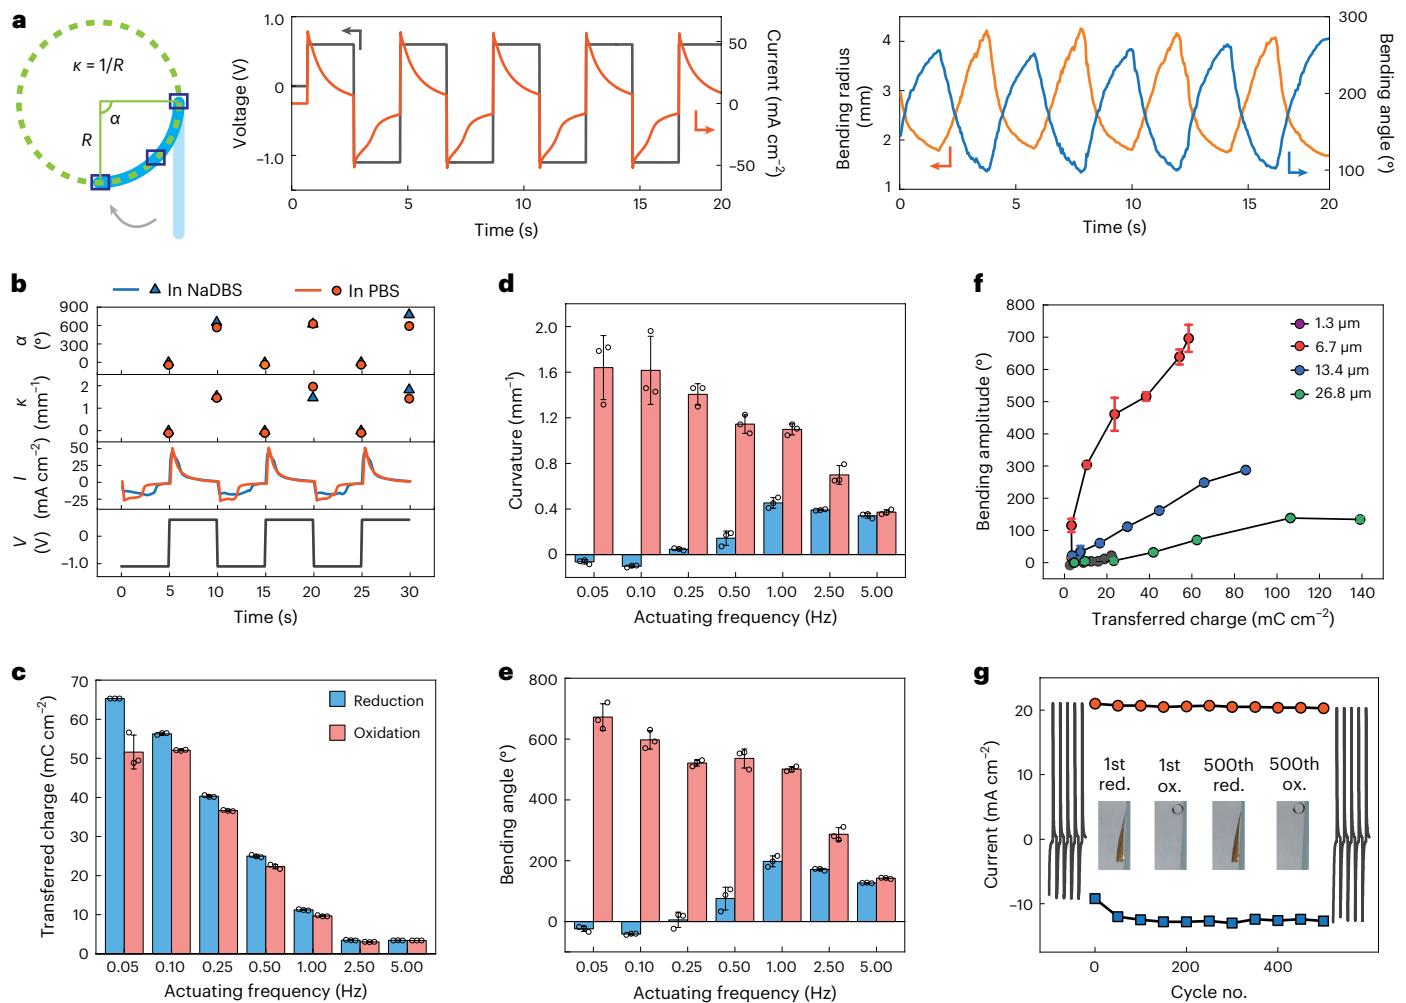 a
κ = 1/R
α
R
Voltage (V)
1.0
0
−1.0
0
5
10
15
20
Time (s)
50
0
−50
Current (mA cm−2)
Bending radius
(mm)
4
3
2
1
0
5
10
15
20
Time (s)
300
200
100
Bending angle (°)
b
In NaDBS
In PBS
α
(°)
900
600
300
0
κ
(mm−1)
2
1
0
I
(mA cm−2)
50
25
0
−25
V
(V)
0
−1.0
0
5
10
15
20
25
30
Time (s)
c
Transferred charge (mC cm−2)
70
60
50
40
30
20
10
0
Reduction
Oxidation
0.05
0.10
0.25
0.50
1.00
2.50
5.00
Actuating frequency (Hz)
d
Curvature (mm−1)
2.0
1.6
1.2
0.8
0.4
0
0.05
0.10
0.25
0.50
1.00
2.50
5.00
Actuating frequency (Hz)
e
Bending angle (°)
800
600
400
200
0
0.05
0.10
0.25
0.50
1.00
2.50
5.00
Actuating frequency (Hz)
f
Bending amplitude (°)
800
700
600
500
400
300
200
100
0
1.3 µm
6.7 µm
13.4 µm
26.8 µm
0
20
40
60
80
100
120
140
Transferred charge (mC cm−2)
g
Current (mA cm−2)
20
10
0
−10
1st
red.
1st
ox.
500th
red.
500th
ox.
0
200
400
Cycle no.